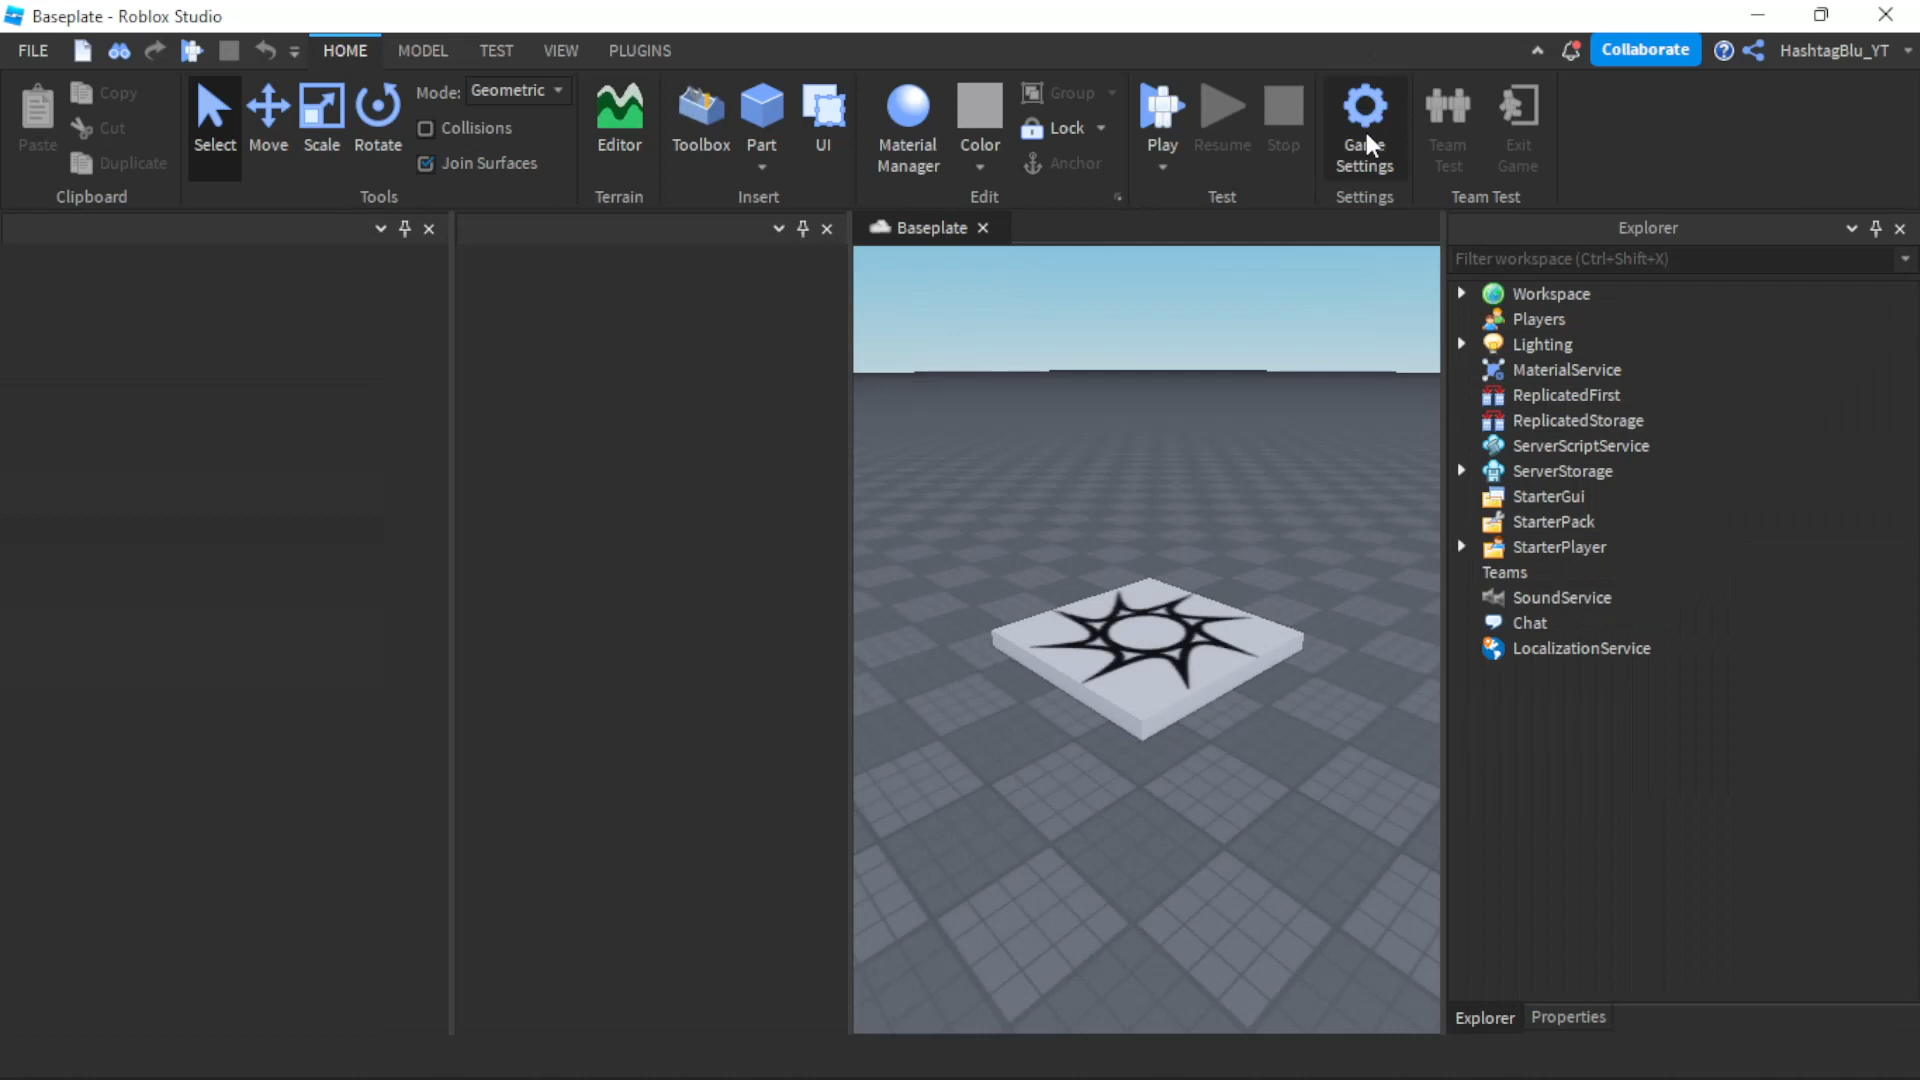 Baseplate - Roblox Studio
FILE HOME MODEL TEST VIEW PLUGINS Collaborate HashtagBlu_YT
Paste Copy Cut Duplicate
Clipboard
Select Move Scale Rotate
Mode: Geometric
Collisions
Join Surfaces
Tools
Editor
Terrain
Toolbox Part UI
Insert
Material
Manager
Color
Group
Lock
Anchor
Edit
Play Resume Stop
Test
Game
Settings
Settings
Team
Test
Exit
Game
Team Test
Baseplate
Explorer
Filter workspace (Ctrl+Shift+X)
Workspace
Players
Lighting
MaterialService
ReplicatedFirst
ReplicatedStorage
ServerScriptService
ServerStorage
StarterGui
StarterPack
StarterPlayer
Teams
SoundService
Chat
LocalizationService
Explorer Properties